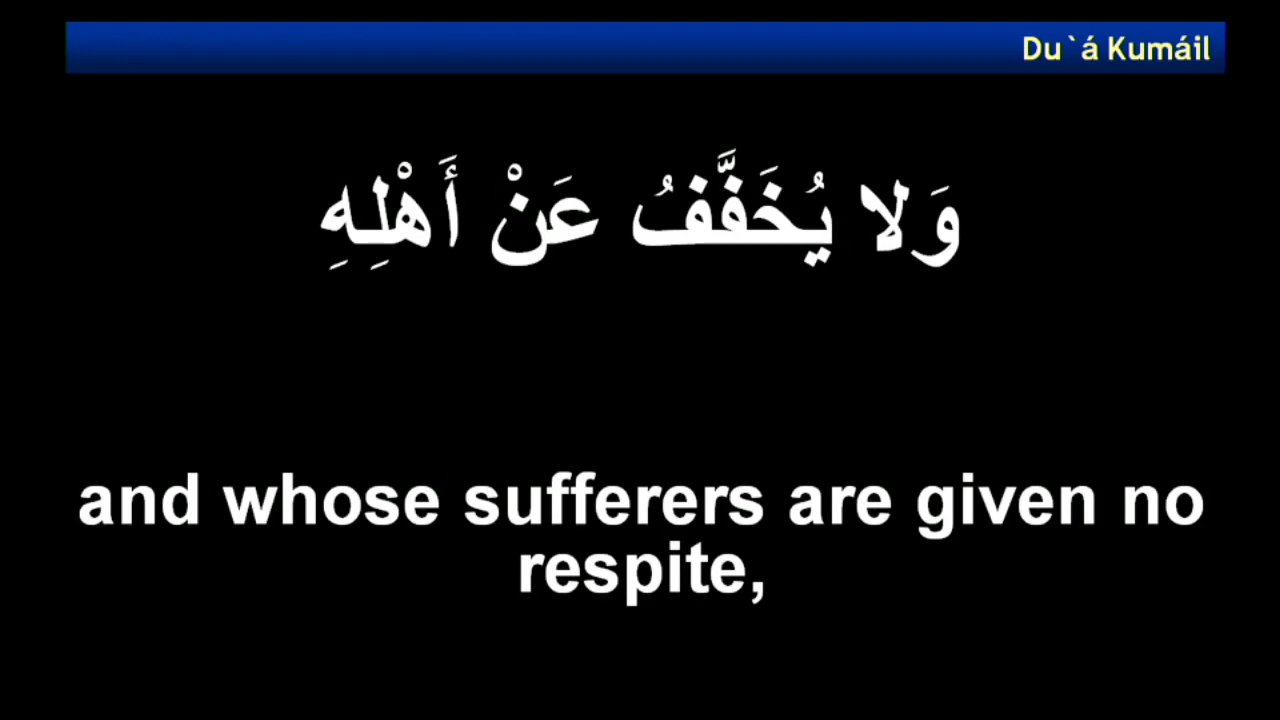 Du`á Kumáil
وَلا يُخَفَّفُ عَنْ أَهْلِهِ
and whose sufferers are given no
respite,